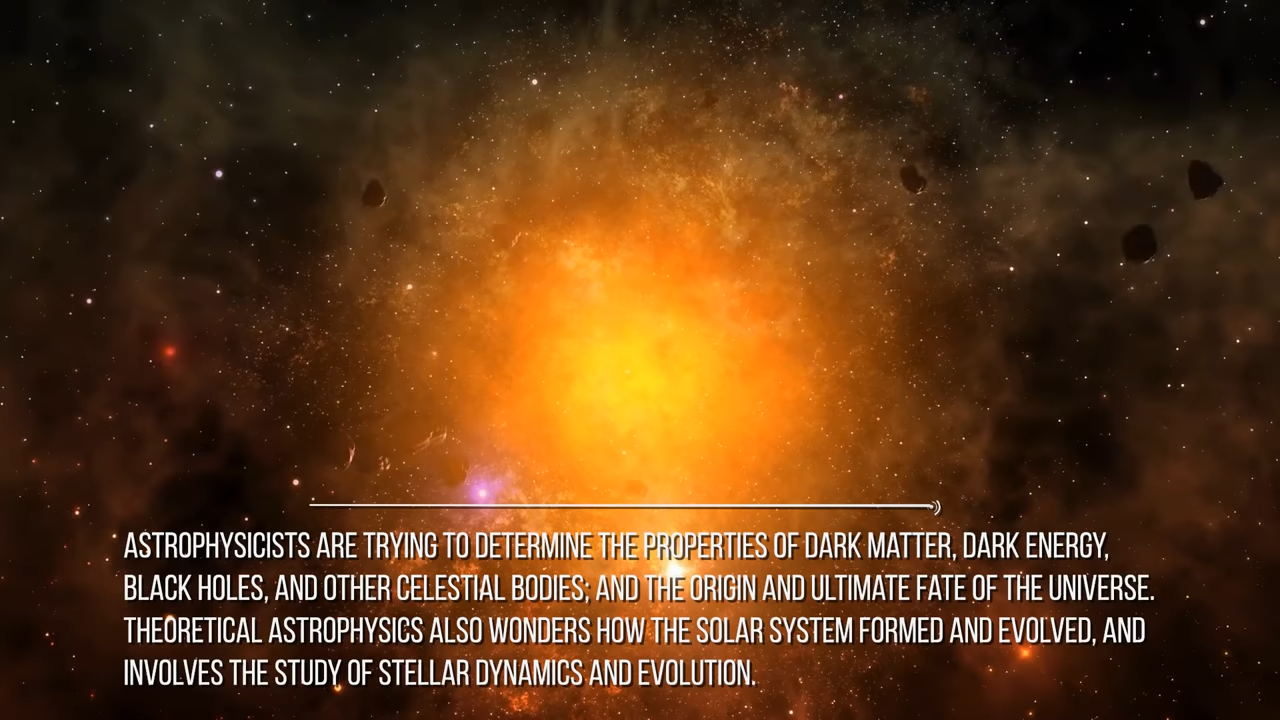 ASTROPHYSICISTS ARE TRYING TO DETERMINE THE PROPERTIES OF DARK MATTER, DARK ENERGY,
BLACK HOLES, AND OTHER CELESTIAL BODIES; AND THE ORIGIN AND ULTIMATE FATE OF THE UNIVERSE.
THEORETICAL ASTROPHYSICS ALSO WONDERS HOW THE SOLAR SYSTEM FORMED AND EVOLVED, AND
INVOLVES THE STUDY OF STELLAR DYNAMICS AND EVOLUTION.